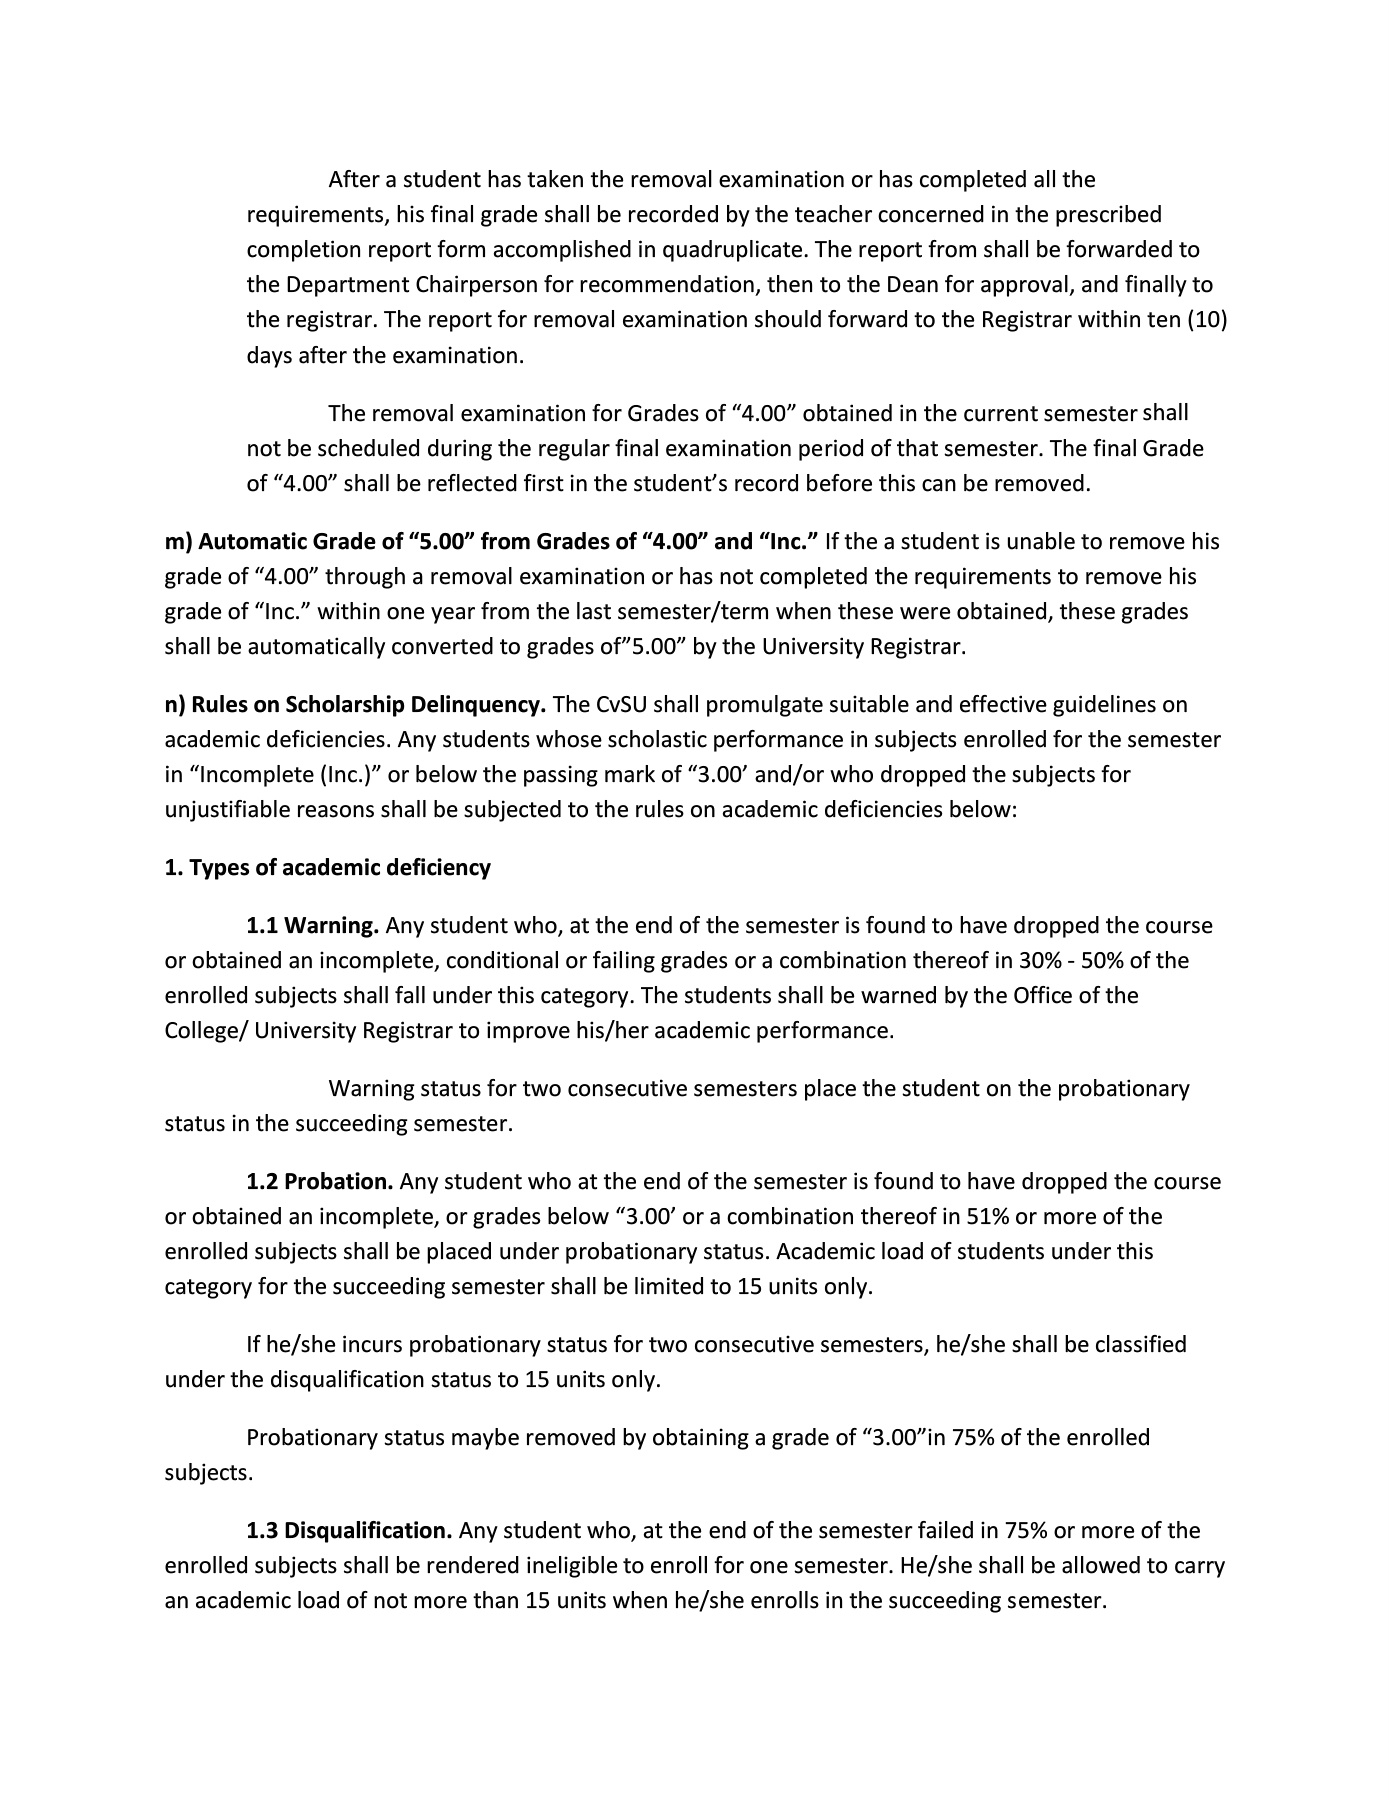 After a student has taken the removal examination or has completed all the
requirements, his final grade shall be recorded by the teacher concerned in the prescribed
completion report form accomplished in quadruplicate. The report from shall be forwarded to
the Department Chairperson for recommendation, then to the Dean for approval, and finally to
the registrar. The report for removal examination should forward to the Registrar within ten (10)
days after the examination.
The removal examination for Grades of “4.00” obtained in the current semester shall
not be scheduled during the regular final examination period of that semester. The final Grade
of “4.00” shall be reflected first in the student’s record before this can be removed.
m) Automatic Grade of “5.00” from Grades of “4.00” and “Inc.” If the a student is unable to remove his
grade of “4.00” through a removal examination or has not completed the requirements to remove his
grade of “Inc.” within one year from the last semester/term when these were obtained, these grades
shall be automatically converted to grades of”5.00” by the University Registrar.
n) Rules on Scholarship Delinquency. The CvSU shall promulgate suitable and effective guidelines on
academic deficiencies. Any students whose scholastic performance in subjects enrolled for the semester
in “Incomplete (Inc.)” or below the passing mark of “3.00’ and/or who dropped the subjects for
unjustifiable reasons shall be subjected to the rules on academic deficiencies below:
1. Types of academic deficiency
1.1 Warning. Any student who, at the end of the semester is found to have dropped the course
or obtained an incomplete, conditional or failing grades or a combination thereof in 30% - 50% of the
enrolled subjects shall fall under this category. The students shall be warned by the Office of the
College/ University Registrar to improve his/her academic performance.
Warning status for two consecutive semesters place the student on the probationary
status in the succeeding semester.
1.2 Probation. Any student who at the end of the semester is found to have dropped the course
or obtained an incomplete, or grades below “3.00’ or a combination thereof in 51% or more of the
enrolled subjects shall be placed under probationary status. Academic load of students under this
category for the succeeding semester shall be limited to 15 units only.
If he/she incurs probationary status for two consecutive semesters, he/she shall be classified
under the disqualification status to 15 units only.
Probationary status maybe removed by obtaining a grade of “3.00”in 75% of the enrolled
subjects.
1.3 Disqualification. Any student who, at the end of the semester failed in 75% or more of the
enrolled subjects shall be rendered ineligible to enroll for one semester. He/she shall be allowed to carry
an academic load of not more than 15 units when he/she enrolls in the succeeding semester.